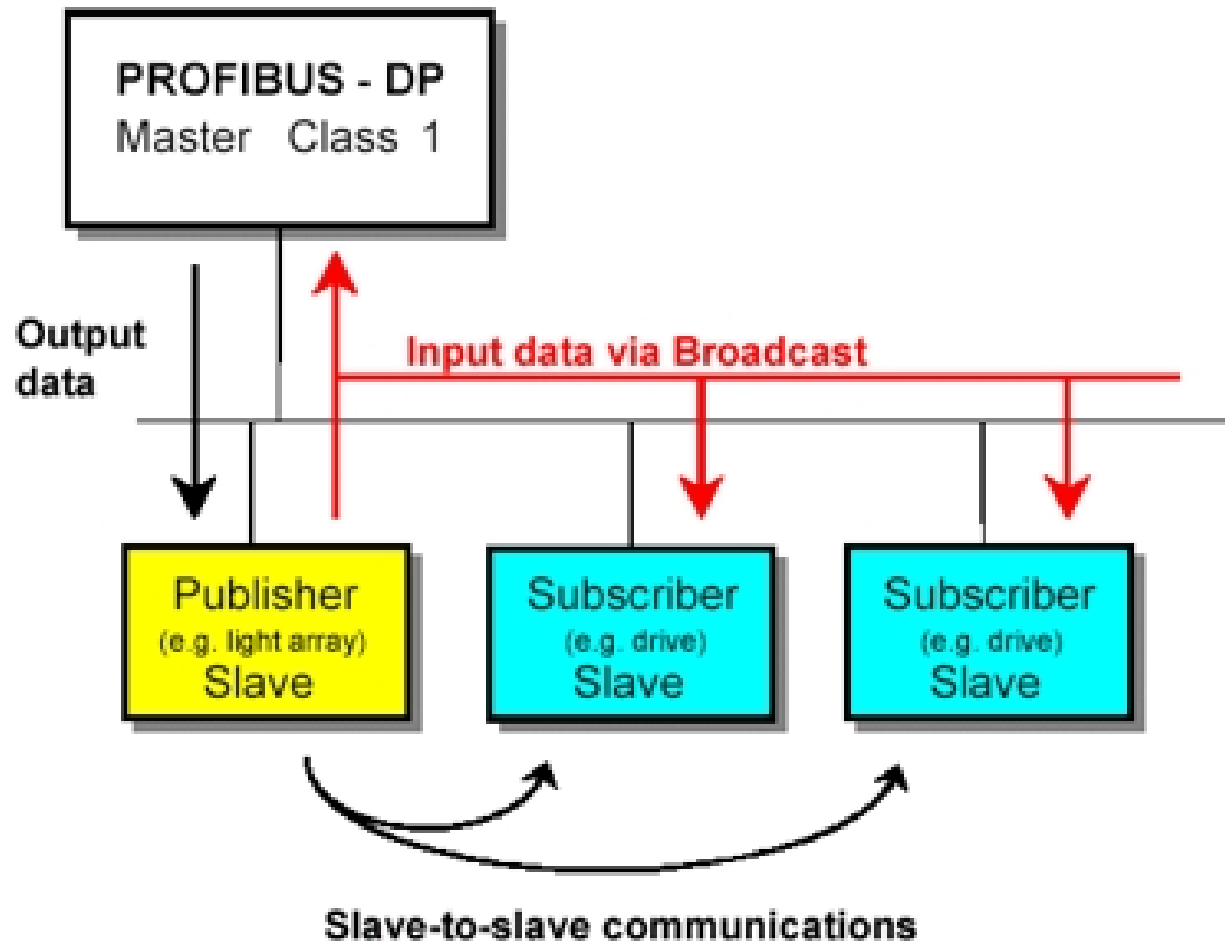 PROFIBUS - DP
Master Class 1
Output
data
Input data via Broadcast
Publisher
(e.g. light array)
Slave
Subscriber
(e.g. drive)
Slave
Subscriber
(e.g. drive)
Slave
Slave-to-slave communications